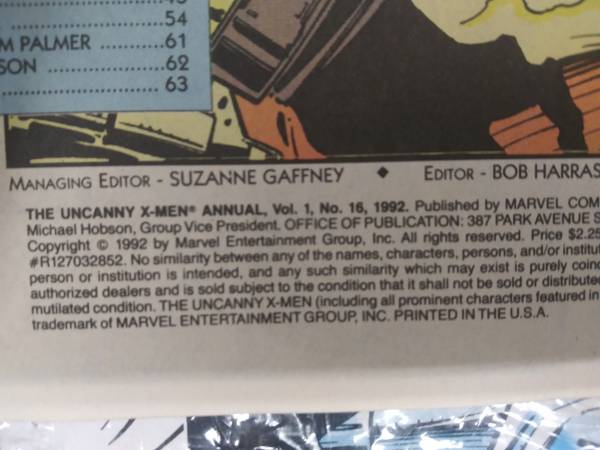 54
M PALMER ............61
SON ....................62
........................... 63
MANAGING EDITOR - SUZANNE GAFFNEY ◆ EDITOR - BOB HARRAS
THE UNCANNY X-MEN® ANNUAL, Vol. 1, No. 16, 1992. Published by MARVEL COM
Michael Hobson, Group Vice President. OFFICE OF PUBLICATION: 387 PARK AVENUE S
Copyright © 1992 by Marvel Entertainment Group, Inc. All rights reserved. Price $2.25
#R127032852. No similarity between any of the names, characters, persons, and/or institut
person or institution is intended, and any such similarity which may exist is purely coinc
authorized dealers and is sold subject to the condition that it shall not be sold or distribute
mutilated condition. THE UNCANNY X-MEN (including all prominent characters featured in
trademark of MARVEL ENTERTAINMENT GROUP, INC. PRINTED IN THE U.S.A.